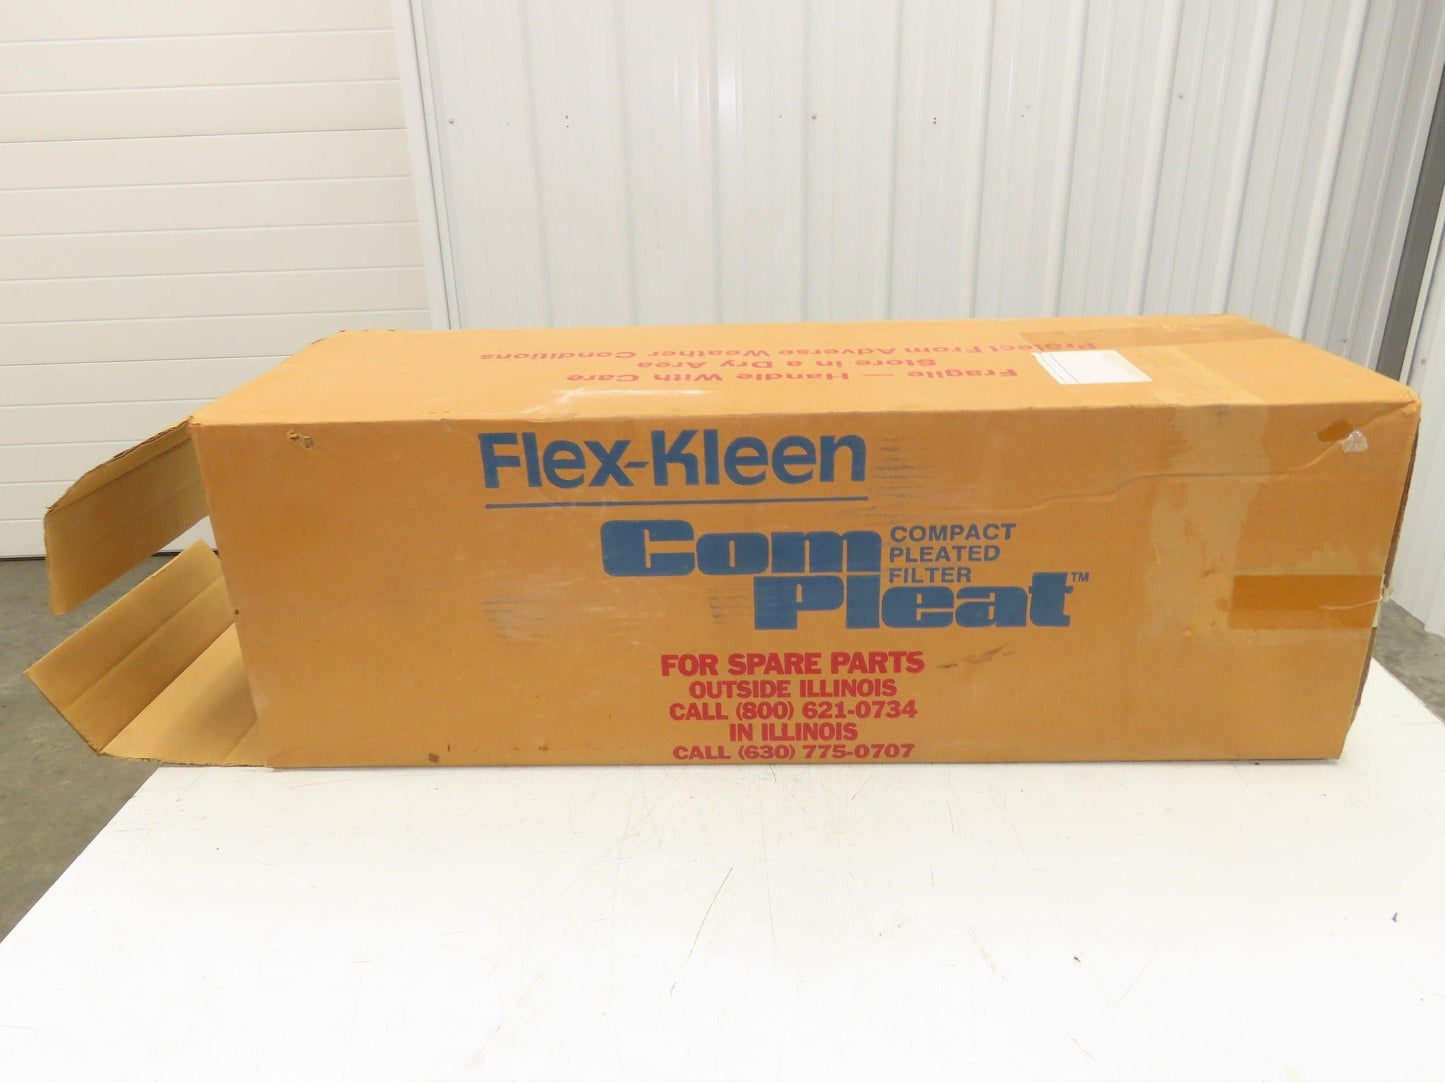 Fragile — Handle With Care
Store in a Dry Area
Protect From Adverse Weather Conditions
Flex-Kleen
Com
Pleat™
COMPACT
PLEATED
FILTER
FOR SPARE PARTS
OUTSIDE ILLINOIS
CALL (800) 621-0734
IN ILLINOIS
CALL (630) 775-0707